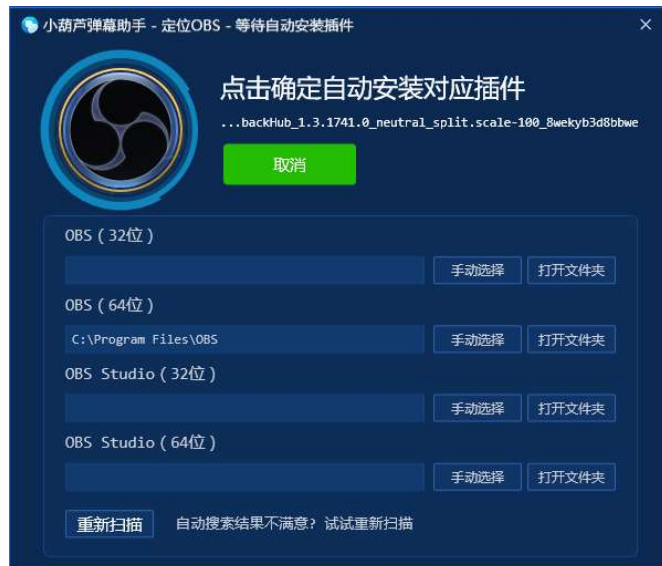 小葫芦弹幕助手 - 定位OBS - 等待自动安装插件
点击确定自动安装对应插件
...backHub_1.3.1741.0_neutral_split.scale-100_8wekyb3d8bbwe
取消
OBS ( 32位 )
手动选择 打开文件夹
OBS ( 64位 )
C:\Program Files\OBS 手动选择 打开文件夹
OBS Studio ( 32位 )
手动选择 打开文件夹
OBS Studio ( 64位 )
手动选择 打开文件夹
重新扫描 自动搜索结果不满意? 试试重新扫描